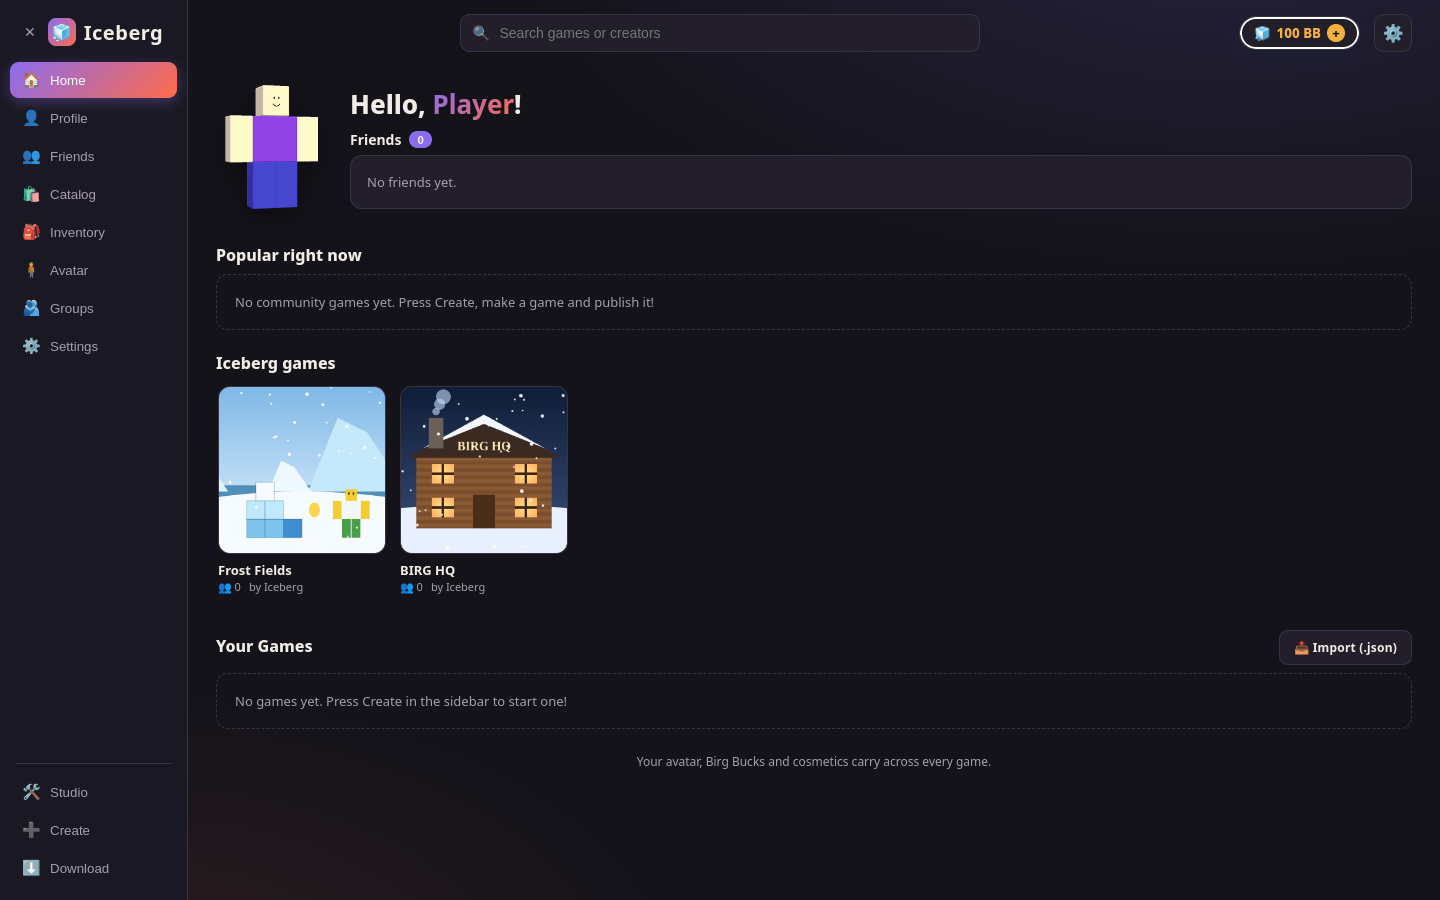 ✕ 🧊 Iceberg
🏠 Home
👤 Profile
👥 Friends
🛍️ Catalog
🎒 Inventory
🧍 Avatar
🫂 Groups
⚙️ Settings
🛠️ Studio
➕ Create
⬇️ Download
🔍 Search games or creators
🧊 100 BB +
⚙️
Hello, Player!
Friends 0
No friends yet.
Popular right now
No community games yet. Press Create, make a game and publish it!
Iceberg games
BIRG HQ
Frost Fields
👥 0 by Iceberg
BIRG HQ
👥 0 by Iceberg
Your Games
📥 Import (.json)
No games yet. Press Create in the sidebar to start one!
Your avatar, Birg Bucks and cosmetics carry across every game.